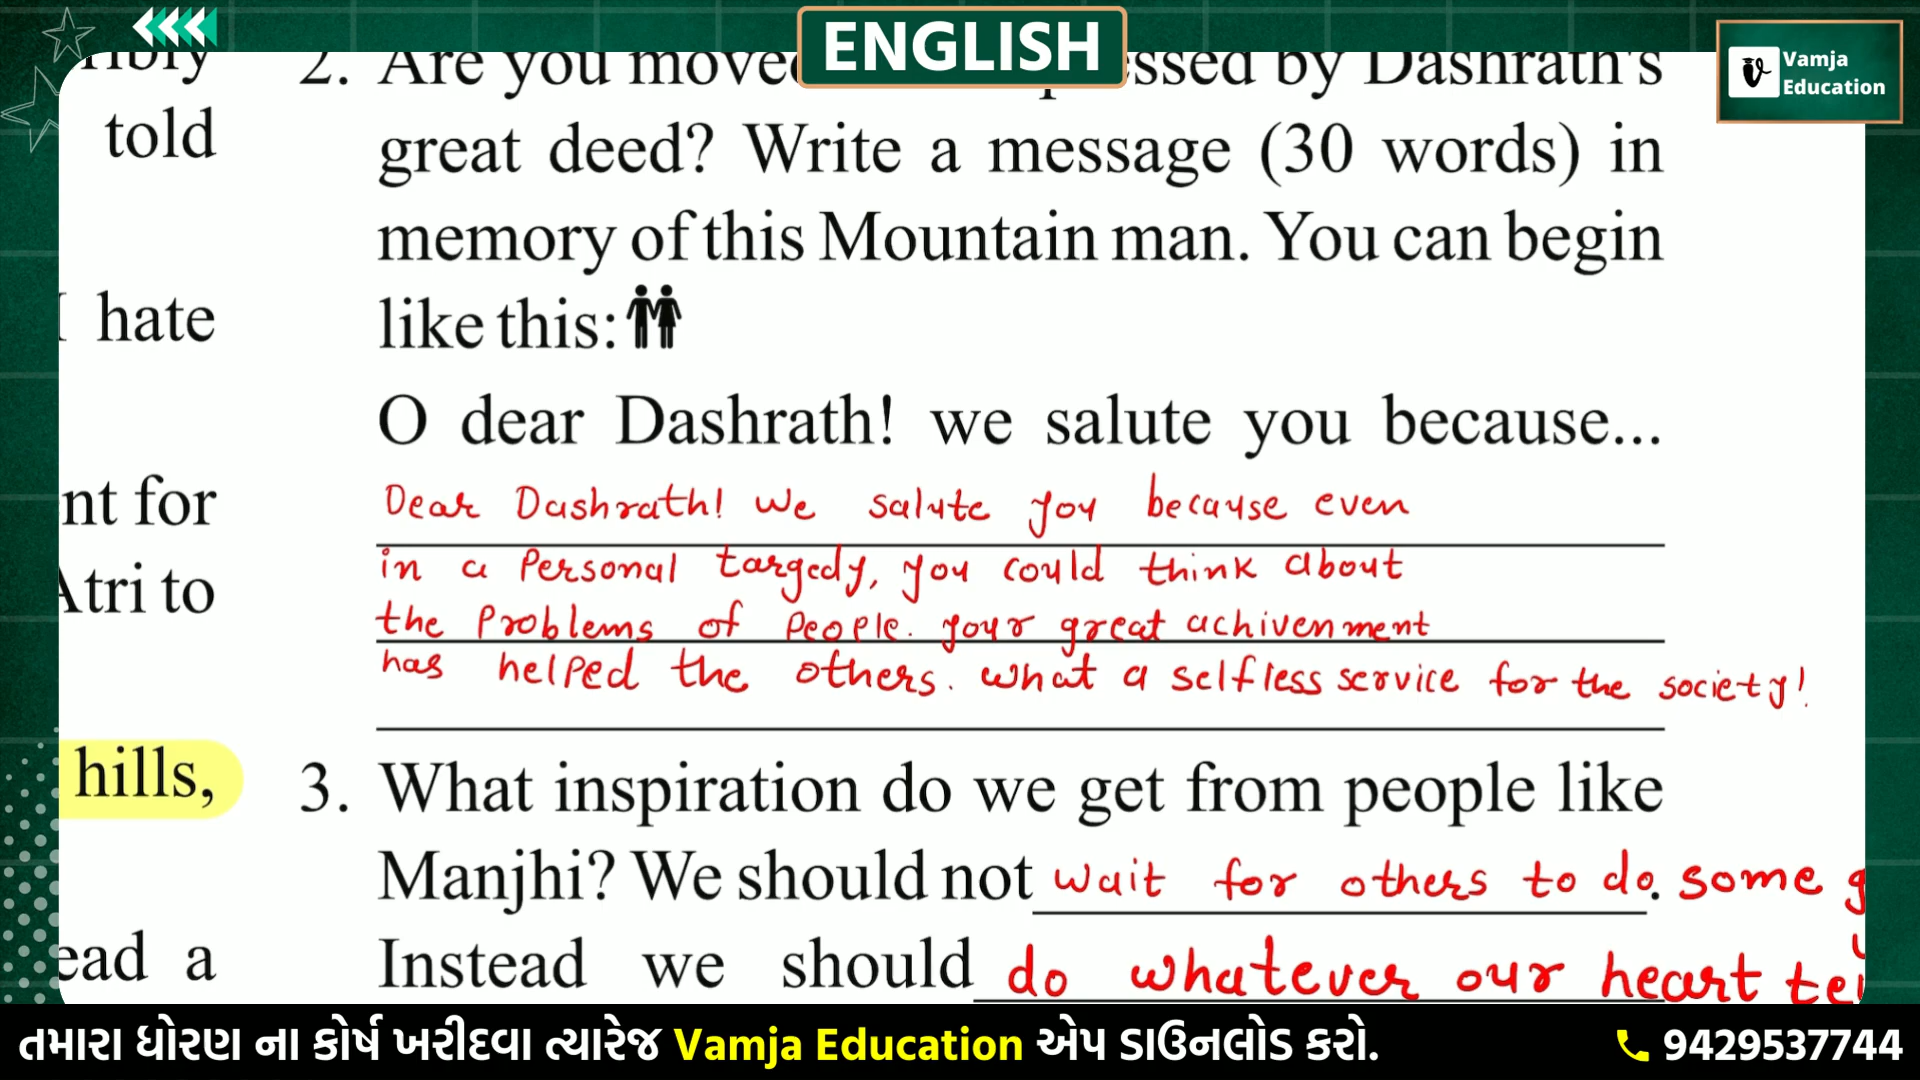 ENGLISH
Vamja
Education
told
hate
nt for
Atri to
hills,
ead a
2. Are you moved essed by Dashrath's
great deed? Write a message (30 words) in
memory of this Mountain man. You can begin
like this:
O dear Dashrath! we salute you because...
Dear Dashrath! we salute you because even
in a Personal targedy, you could think about
the Problems of People. your great achivenment
has helped the others. what a selfless service for the society!
3. What inspiration do we get from people like
Manjhi? We should not wait for others to do. some
Instead we should do whatever our heart
તમારા ધોરણ ના કોર્ષ ખરીદવા ત્યારેજ Vamja Education એપ ડાઉનલોડ કરો.
9429537744